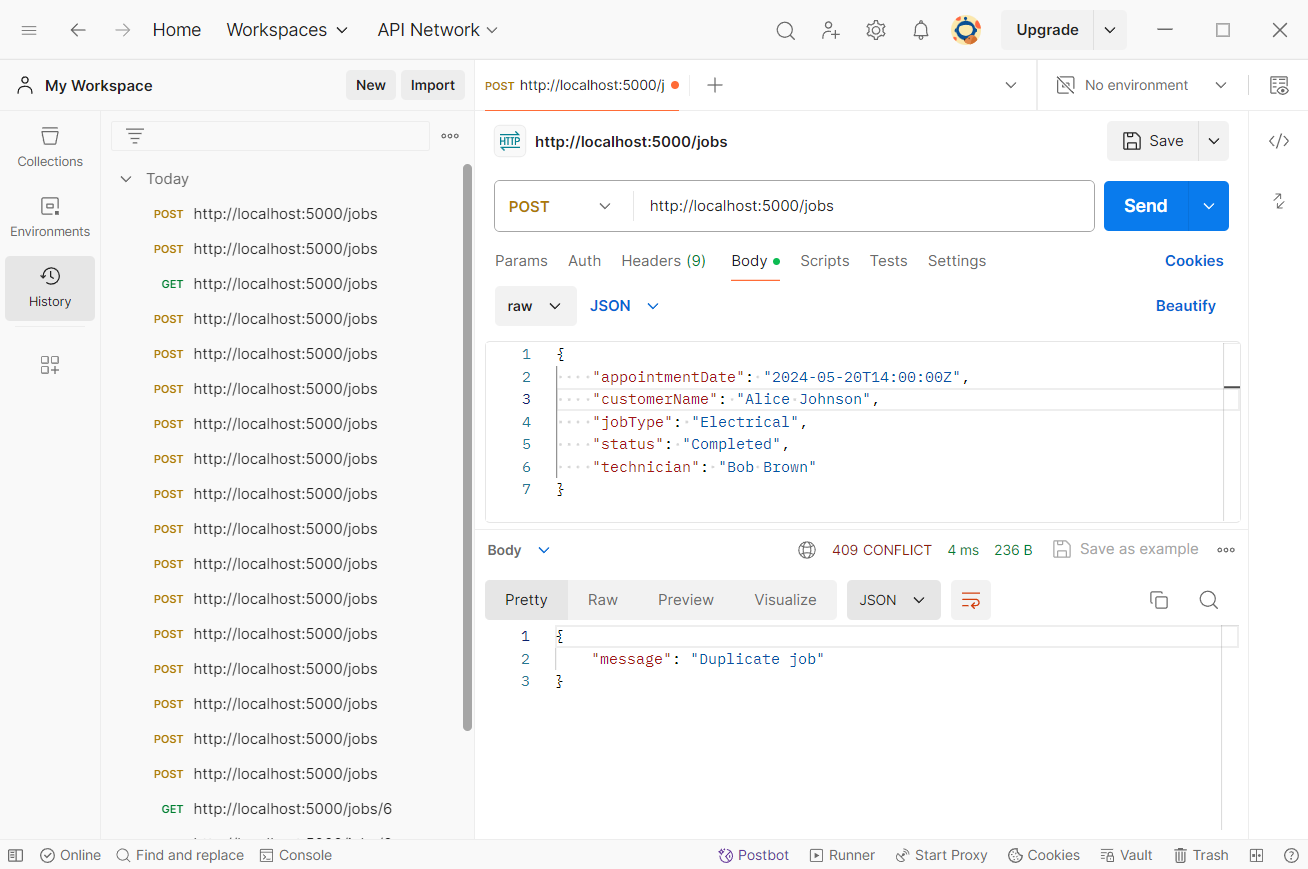 Home Workspaces API Network Upgrade
My Workspace New Import POST http://localhost:5000/j No environment
Collections
Environments
History
Today
POST http://localhost:5000/jobs
POST http://localhost:5000/jobs
GET http://localhost:5000/jobs
POST http://localhost:5000/jobs
POST http://localhost:5000/jobs
POST http://localhost:5000/jobs
POST http://localhost:5000/jobs
POST http://localhost:5000/jobs
POST http://localhost:5000/jobs
POST http://localhost:5000/jobs
POST http://localhost:5000/jobs
POST http://localhost:5000/jobs
POST http://localhost:5000/jobs
POST http://localhost:5000/jobs
POST http://localhost:5000/jobs
POST http://localhost:5000/jobs
POST http://localhost:5000/jobs
GET http://localhost:5000/jobs/6
HTTP http://localhost:5000/jobs Save
POST http://localhost:5000/jobs Send
Params Auth Headers (9) Body Scripts Tests Settings Cookies
raw JSON Beautify
1 {
2 "appointmentDate": "2024-05-20T14:00:00Z",
3 "customerName": "Alice Johnson",
4 "jobType": "Electrical",
5 "status": "Completed",
6 "technician": "Bob Brown"
7 }
Body 409 CONFLICT 4 ms 236 B Save as example
Pretty Raw Preview Visualize JSON
1 {
2 "message": "Duplicate job"
3 }
Online Find and replace Console Postbot Runner Start Proxy Cookies Vault Trash